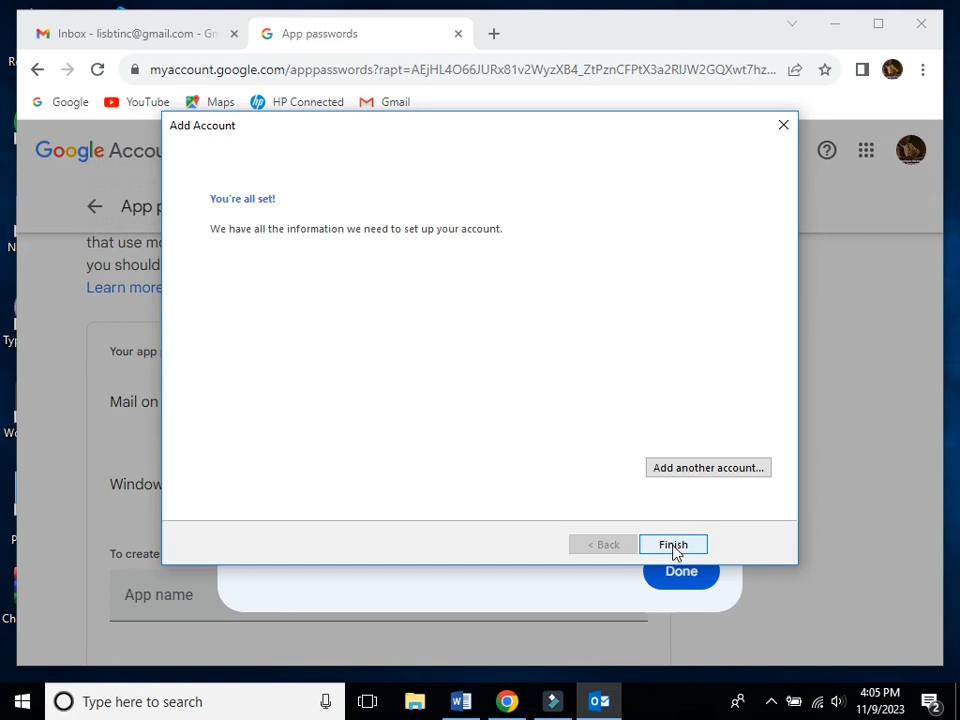 Inbox - lisbtinc@gmail.com - Gm
App passwords
myaccount.google.com/apppasswords?rapt=AEjHL4O66JURx81v2WyzXB4_ZtPznCFPtX3a2RlJW2GQXwt7hz...
Google
YouTube
Maps
HP Connected
Gmail
Add Account
Google Accou
You're all set!
App p
We have all the information we need to set up your account.
that use mo
you should
Learn more
Your app
Mail on
Add another account...
Window
< Back
Finish
To create
Done
App name
Type here to search
4:05 PM
11/9/2023
2